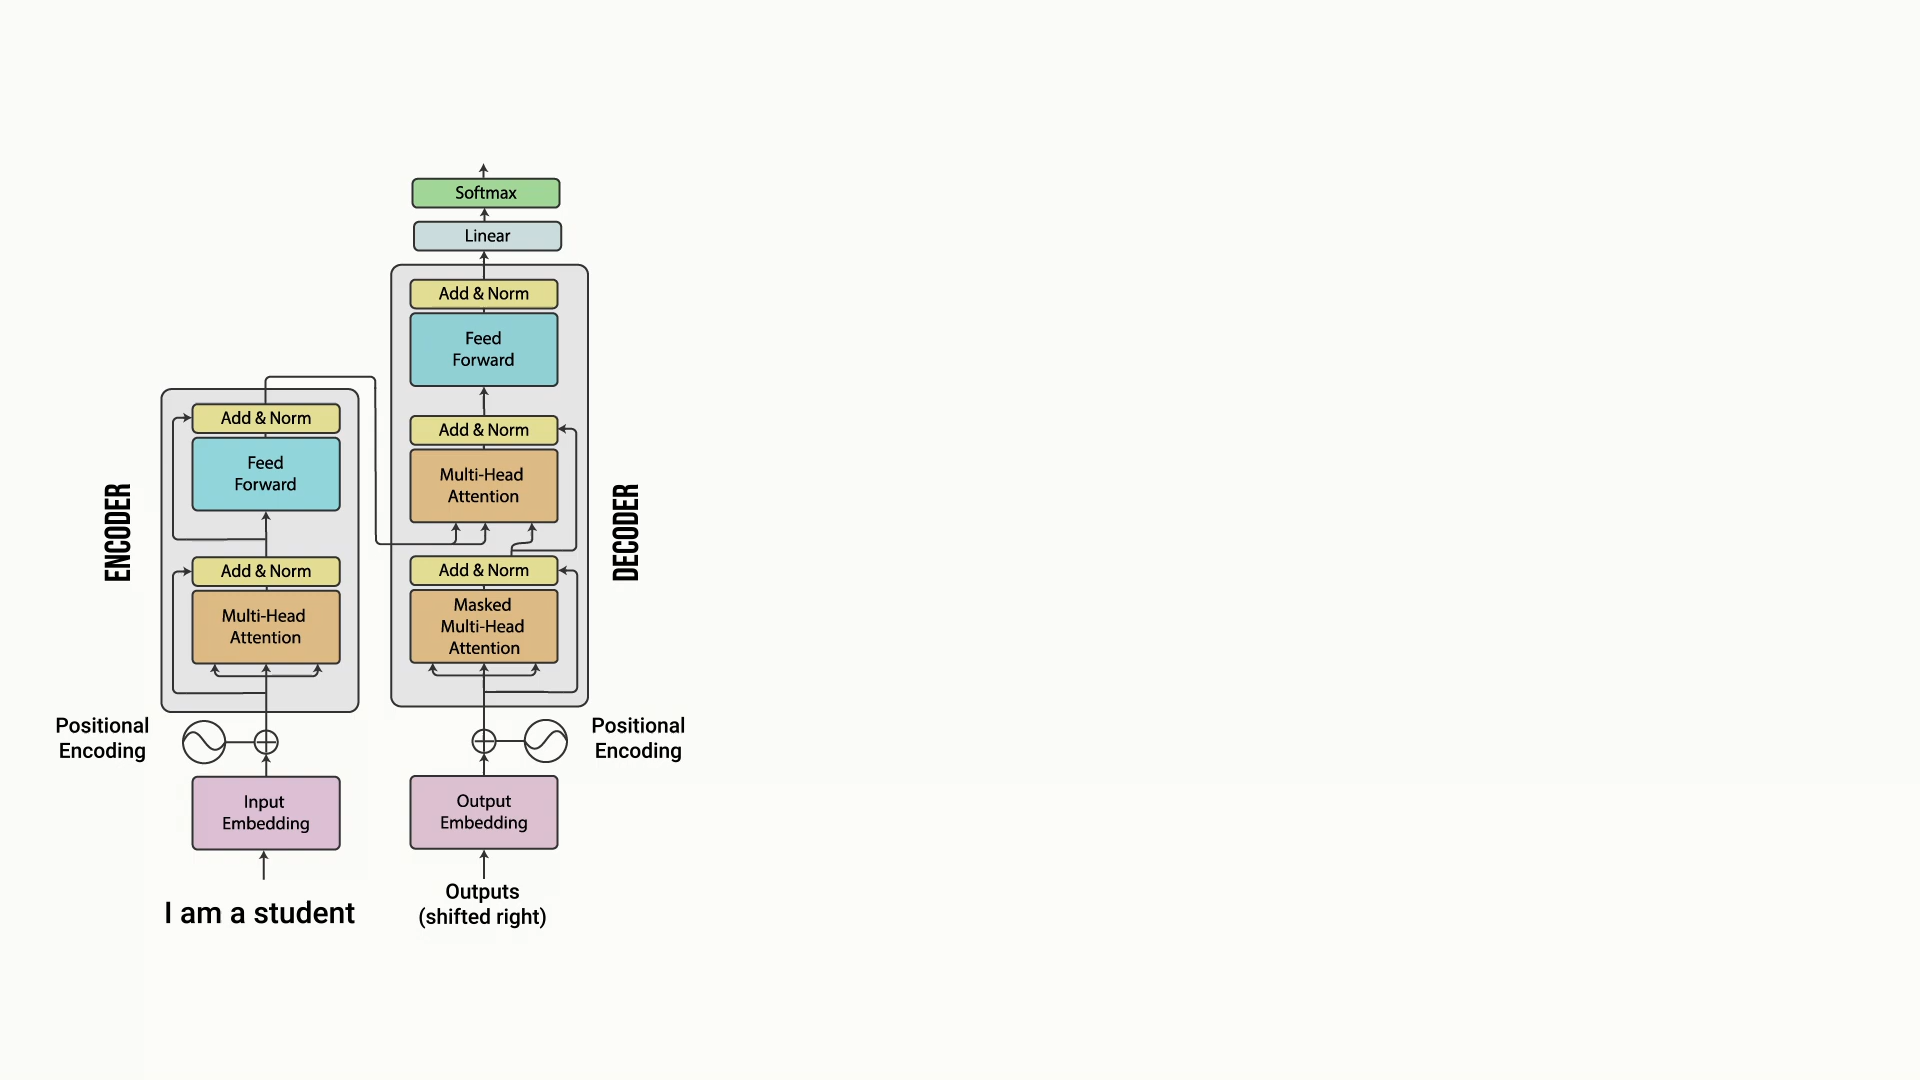 Softmax
Linear
Add & Norm
Feed
Forward
Add & Norm
Multi-Head
Attention
Add & Norm
Masked
Multi-Head
Attention
DECODER
Positional
Encoding
Output
Embedding
Outputs
(shifted right)
ENCODER
Add & Norm
Feed
Forward
Add & Norm
Multi-Head
Attention
Positional
Encoding
Input
Embedding
I am a student